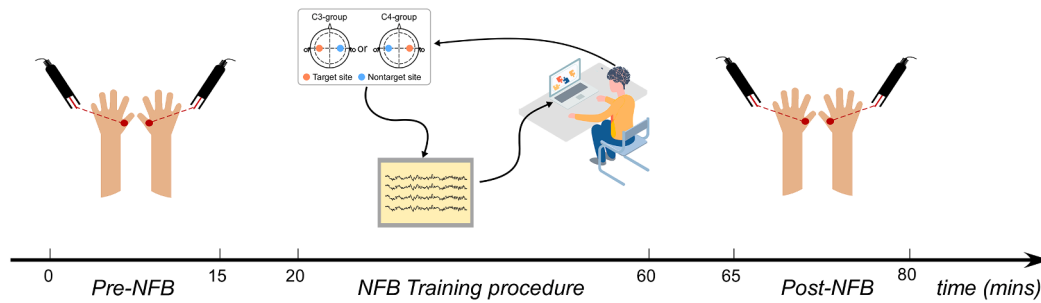 C3-group
C4-group
or
Target site
Nontarget site
0
15
20
60
65
80
Pre-NFB
NFB Training procedure
Post-NFB
time (mins)